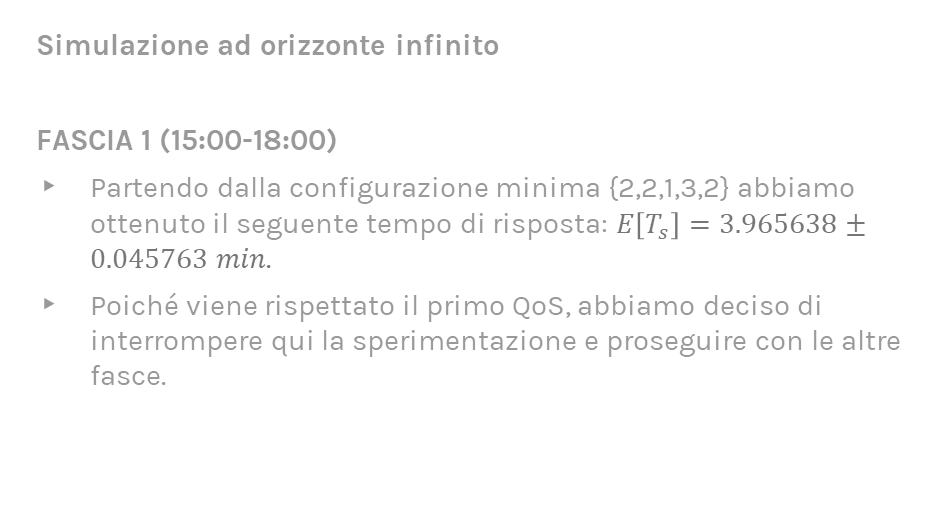 Simulazione ad orizzonte infinito
FASCIA 1 (15:00-18:00)
Partendo dalla configurazione minima {2,2,1,3,2} abbiamo
ottenuto il seguente tempo di risposta: E[Tₛ] = 3.965638 ±
0.045763 min.
Poiché viene rispettato il primo QoS, abbiamo deciso di
interrompere qui la sperimentazione e proseguire con le altre
fasce.